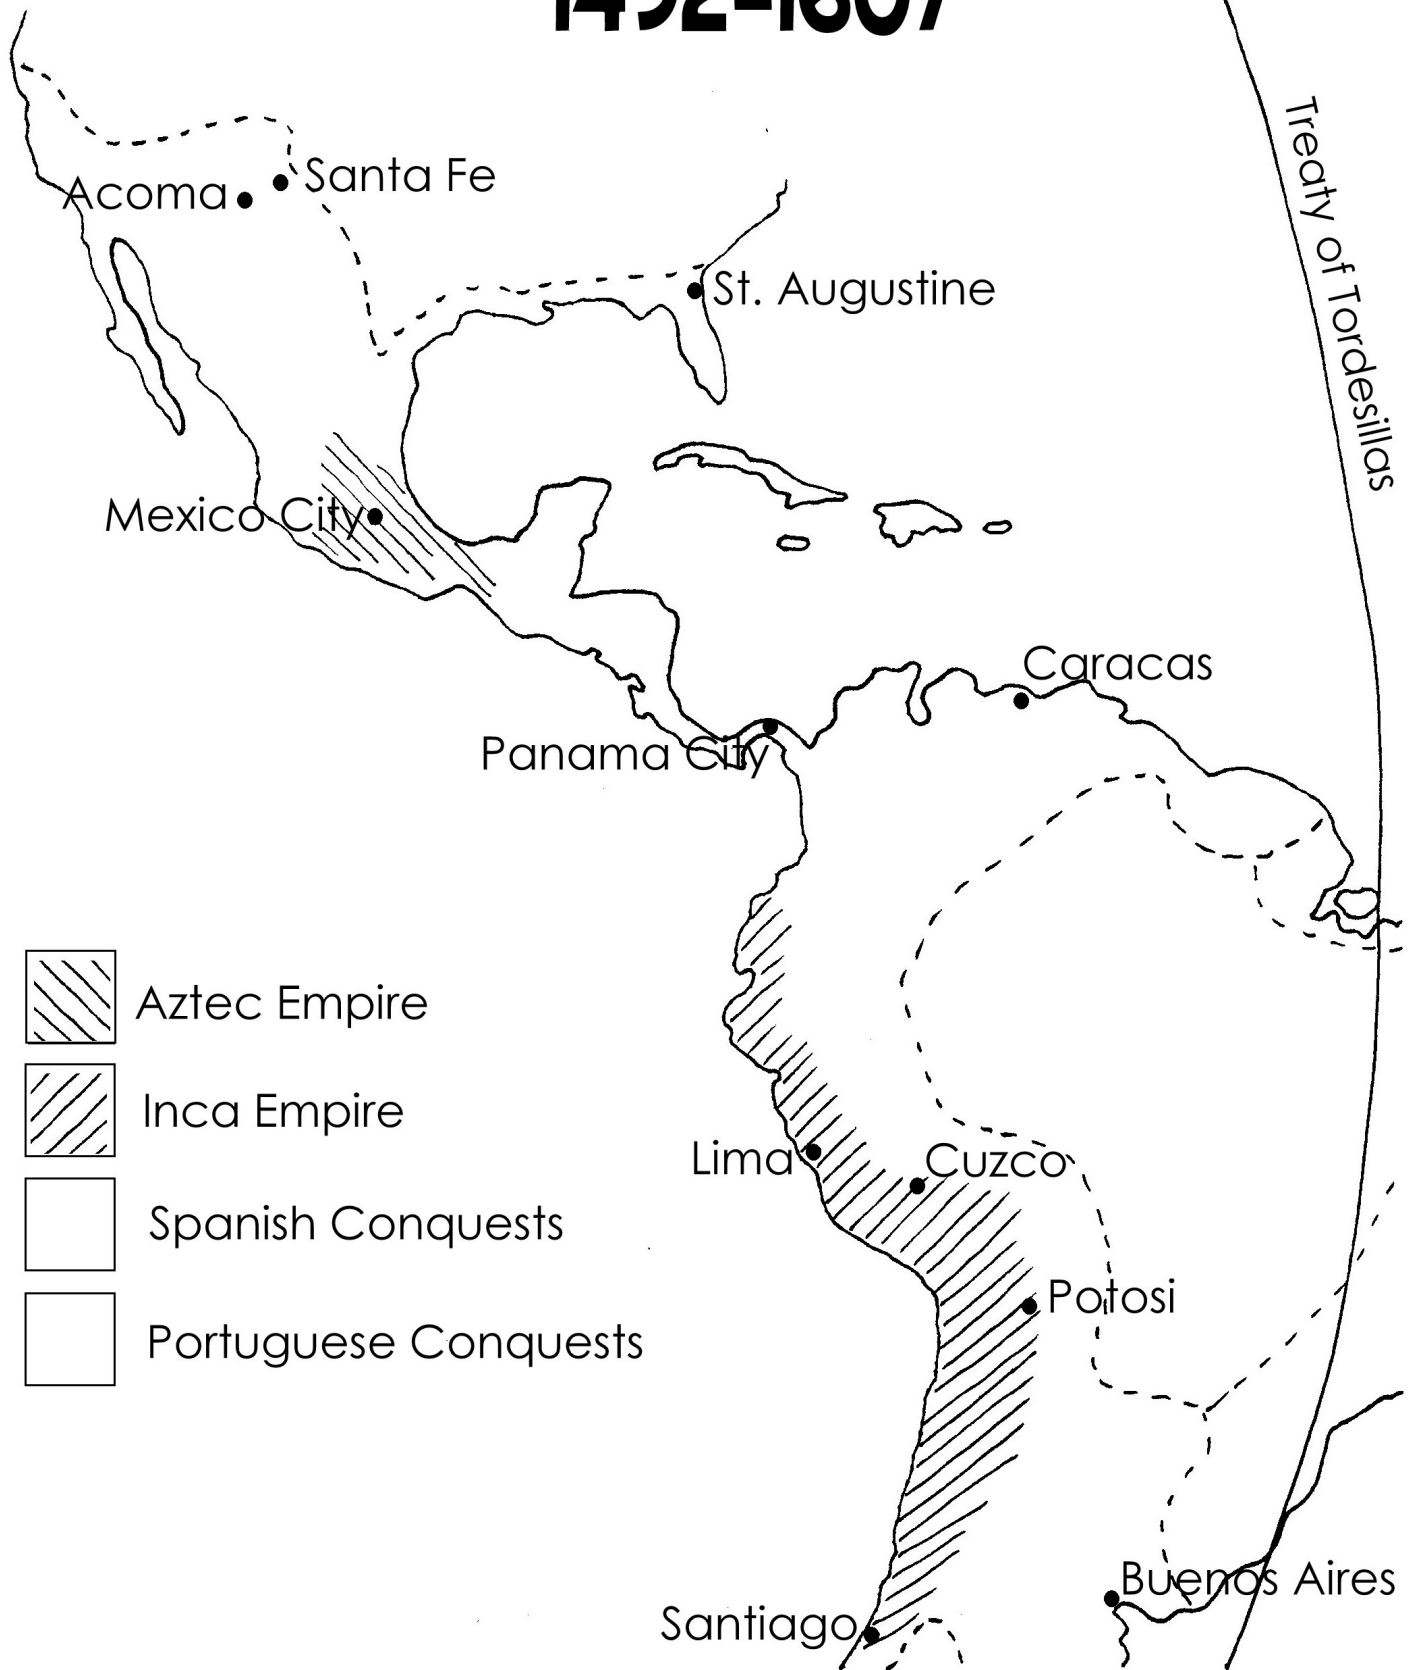 1492-1607
Treaty of Tordesillas
Santa Fe
Acoma
St. Augustine
Mexico City
Caracas
Panama City
Aztec Empire
Inca Empire
Lima
Cuzco
Spanish Conquests
Potosi
Portuguese Conquests
Buenos Aires
Santiago